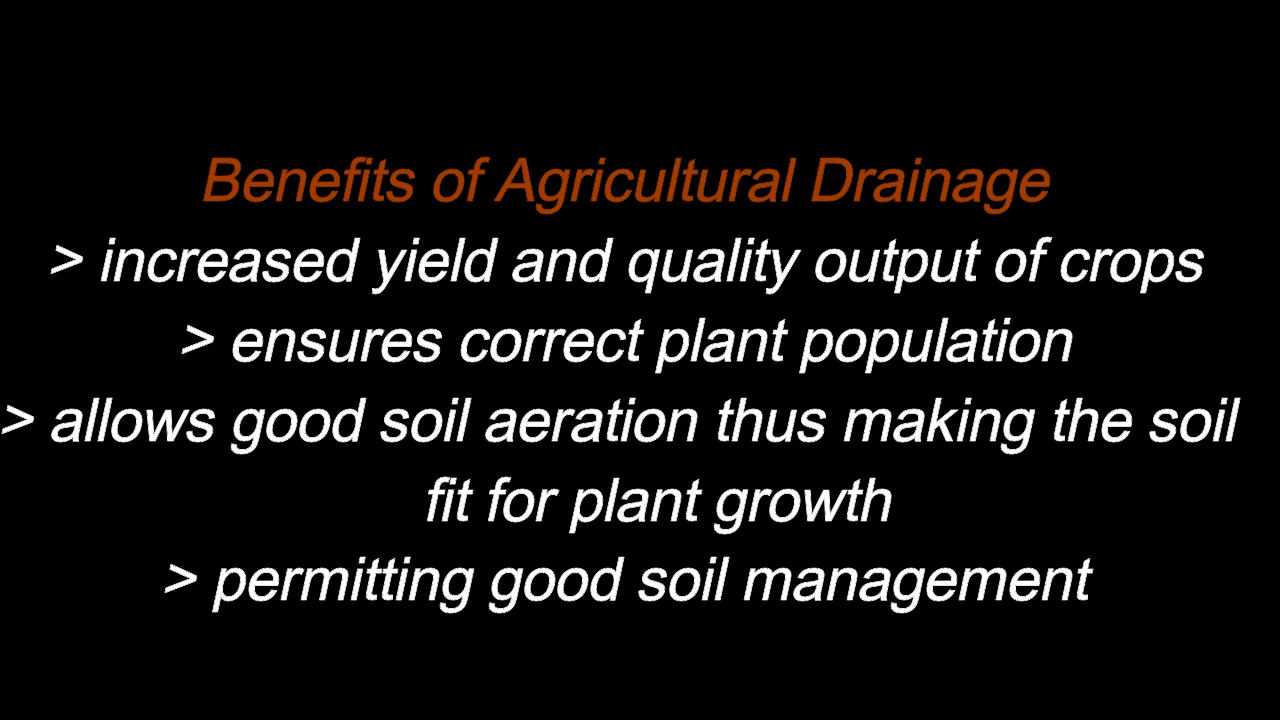 Benefits of Agricultural Drainage
> increased yield and quality output of crops
> ensures correct plant population
> allows good soil aeration thus making the soil
fit for plant growth
> permitting good soil management